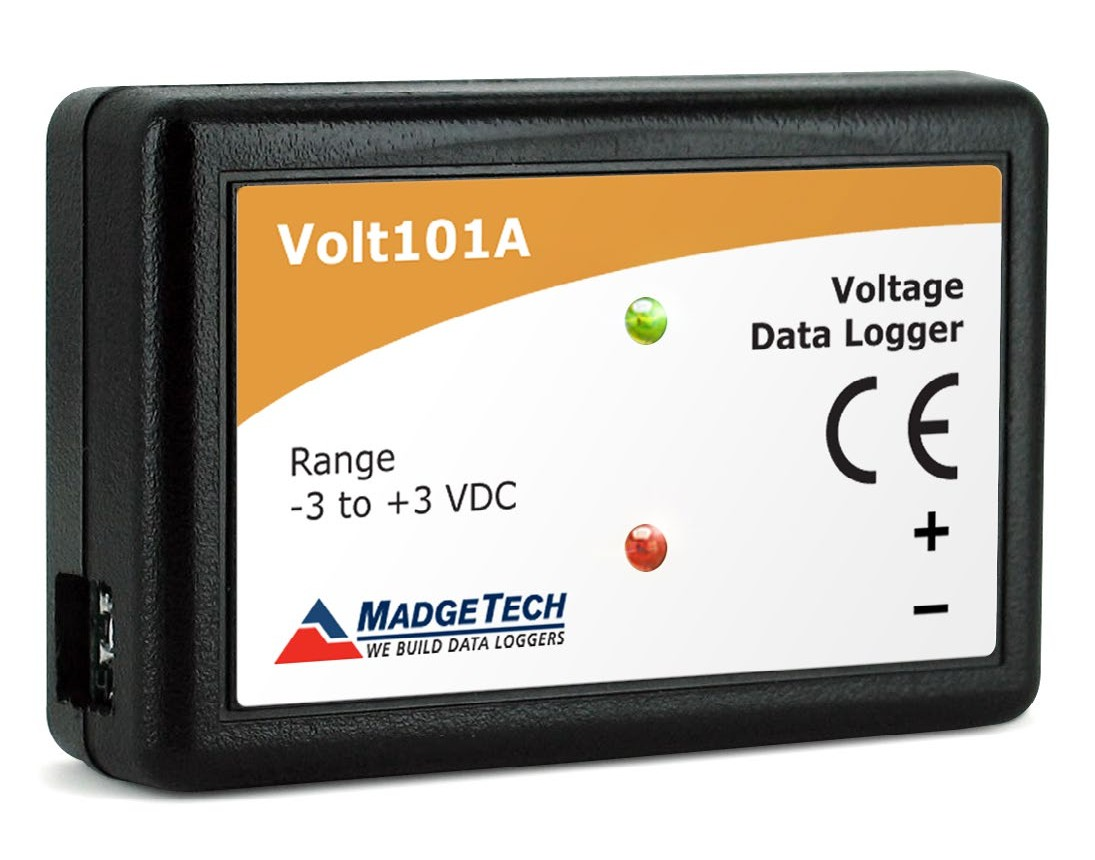 Volt101A
Voltage
Data Logger
CE
Range
-3 to +3 VDC
+
−
MADGETECH
WE BUILD DATA LOGGERS